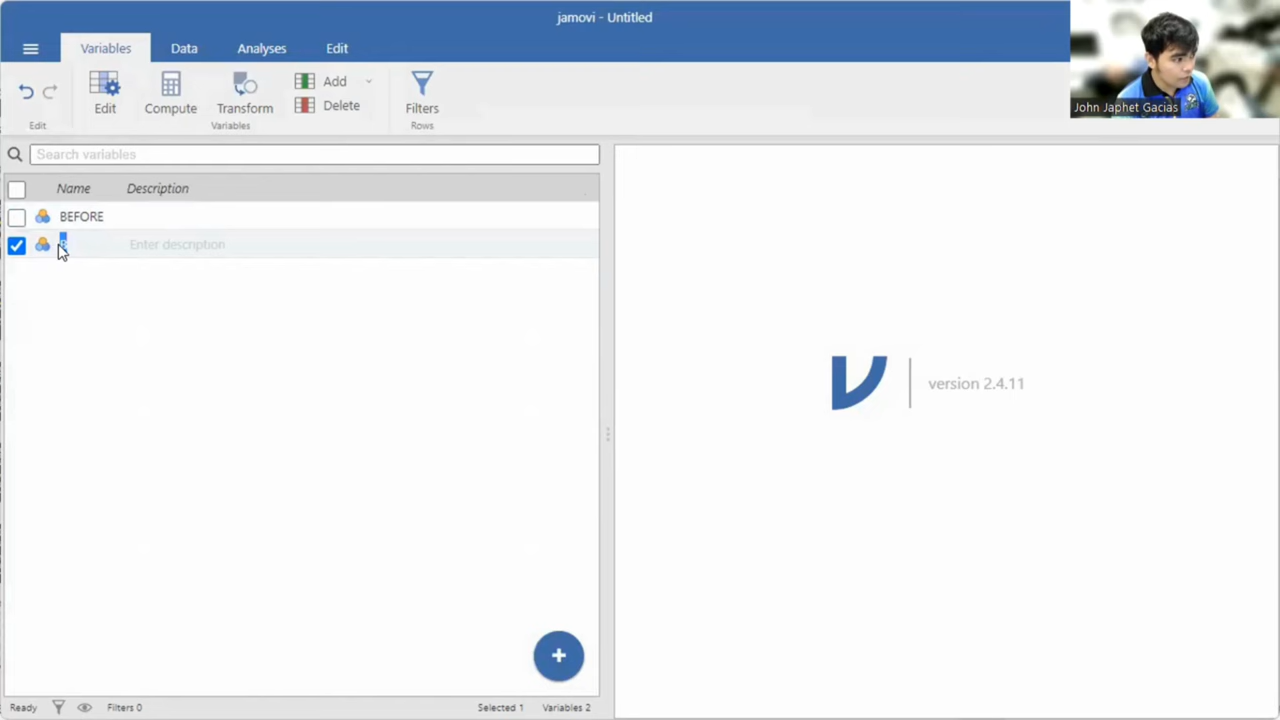 jamovi - Untitled
Variables
Data
Analyses
Edit
Edit
Compute
Transform
Add
Delete
Filters
Edit
Variables
Rows
John Japhet Gacias
Search variables
Name
Description
BEFORE
Enter description
version 2.4.11
Ready
Filters 0
Selected 1
Variables 2